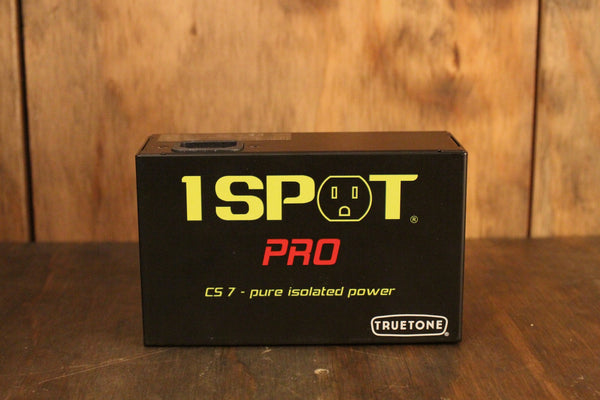 1SPOT®
PRO
CS 7 - pure isolated power
TRUETONE®